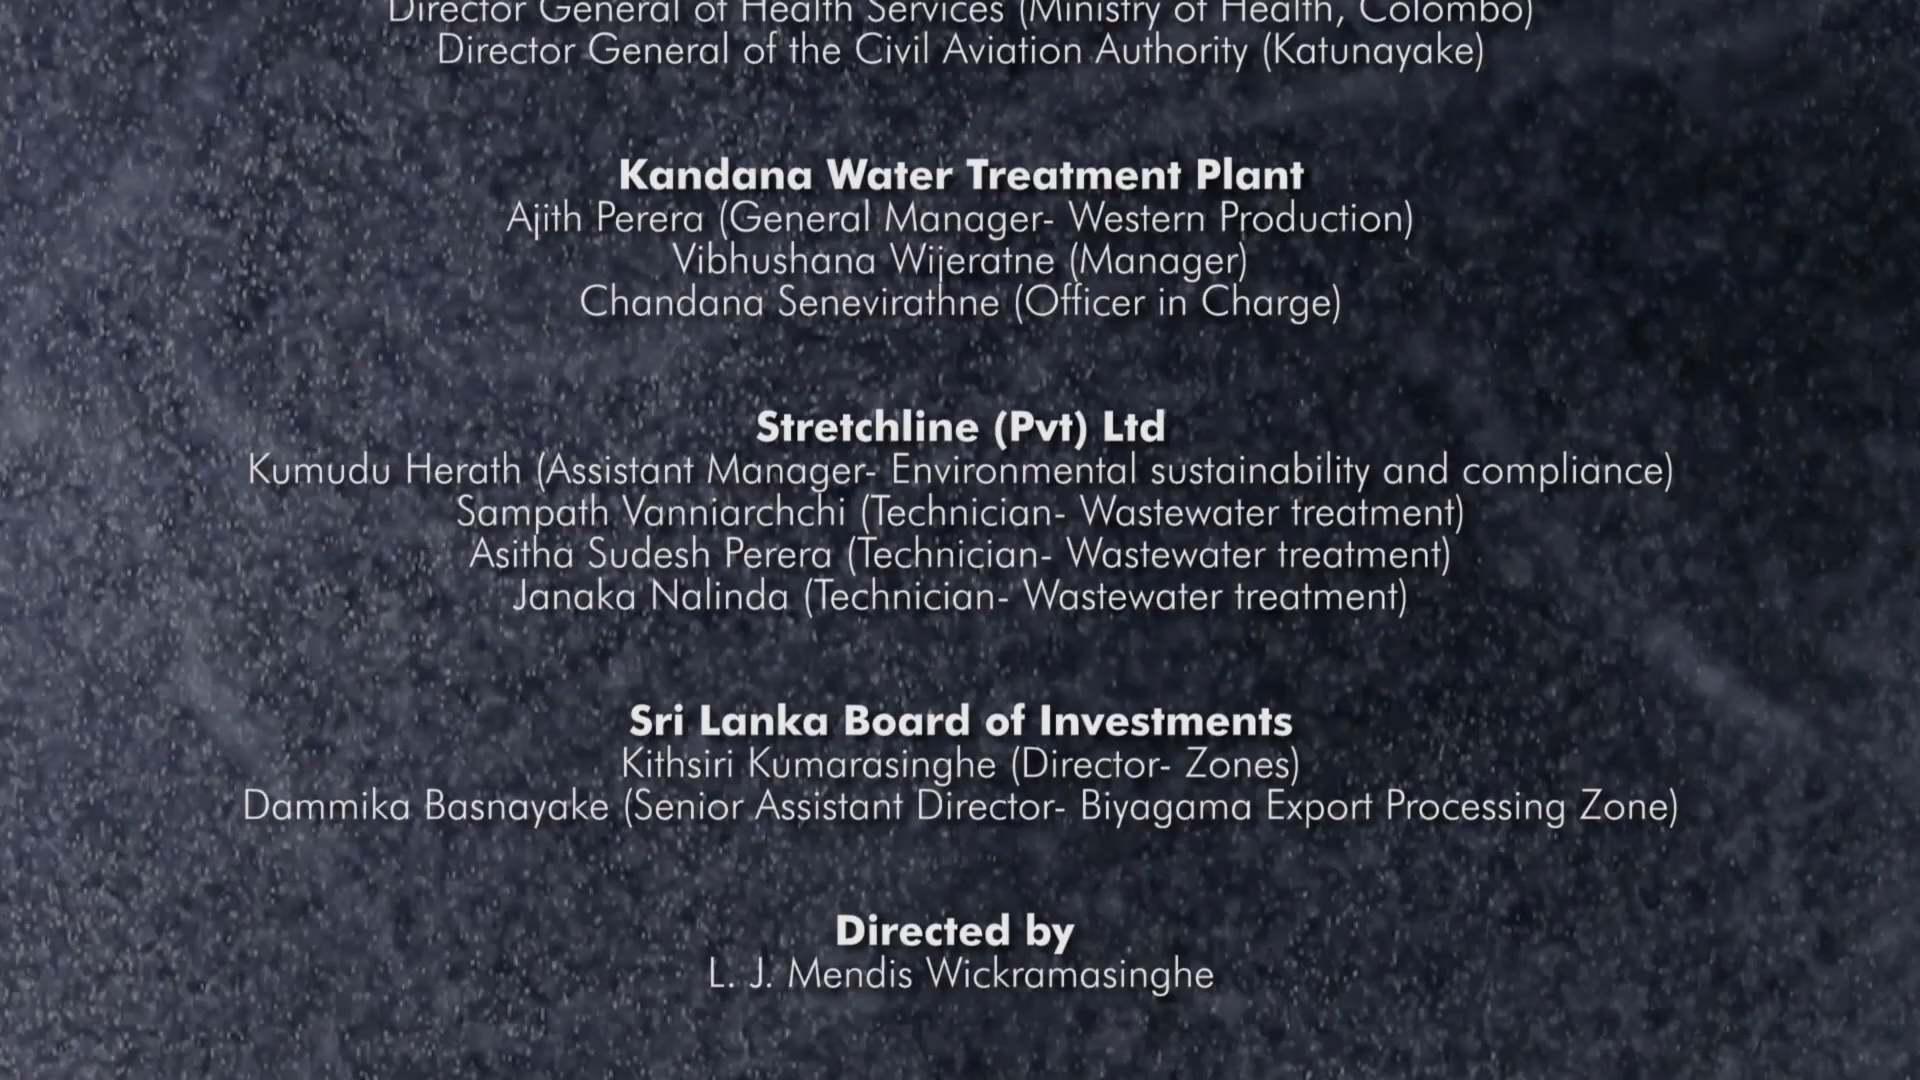 Director General of Health Services (Ministry of Health, Colombo)
Director General of the Civil Aviation Authority (Katunayake)
Kandana Water Treatment Plant
Ajith Perera (General Manager- Western Production)
Vibhushana Wijeratne (Manager)
Chandana Senevirathne (Officer in Charge)
Stretchline (Pvt) Ltd
Kumudu Herath (Assistant Manager- Environmental sustainability and compliance)
Sampath Vanniarchchi (Technician- Wastewater treatment)
Asitha Sudesh Perera (Technician- Wastewater treatment)
Janaka Nalinda (Technician- Wastewater treatment)
Sri Lanka Board of Investments
Kithsiri Kumarasinghe (Director- Zones)
Dammika Basnayake (Senior Assistant Director- Biyagama Export Processing Zone)
Directed by
L. J. Mendis Wickramasinghe